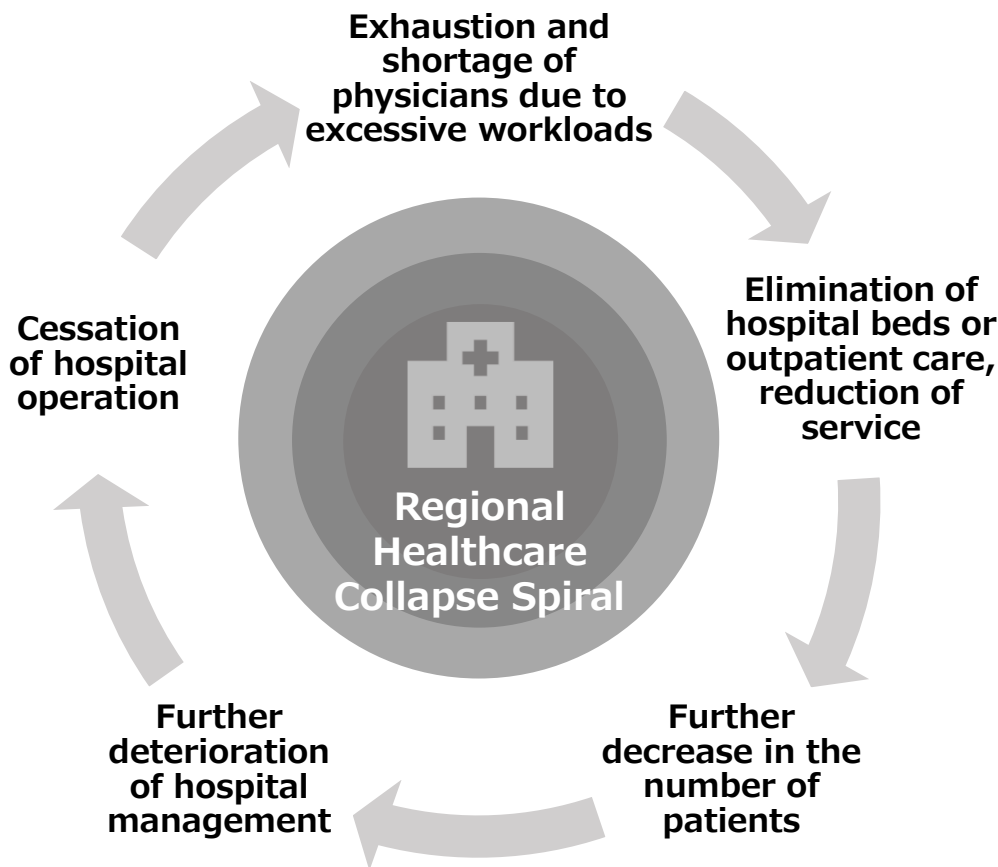 Exhaustion and
shortage of
physicians due to
excessive workloads
Elimination of
hospital beds or
outpatient care,
reduction of
service
Further
decrease in the
number of
patients
Further
deterioration
of hospital
management
Cessation
of hospital
operation
Regional
Healthcare
Collapse Spiral